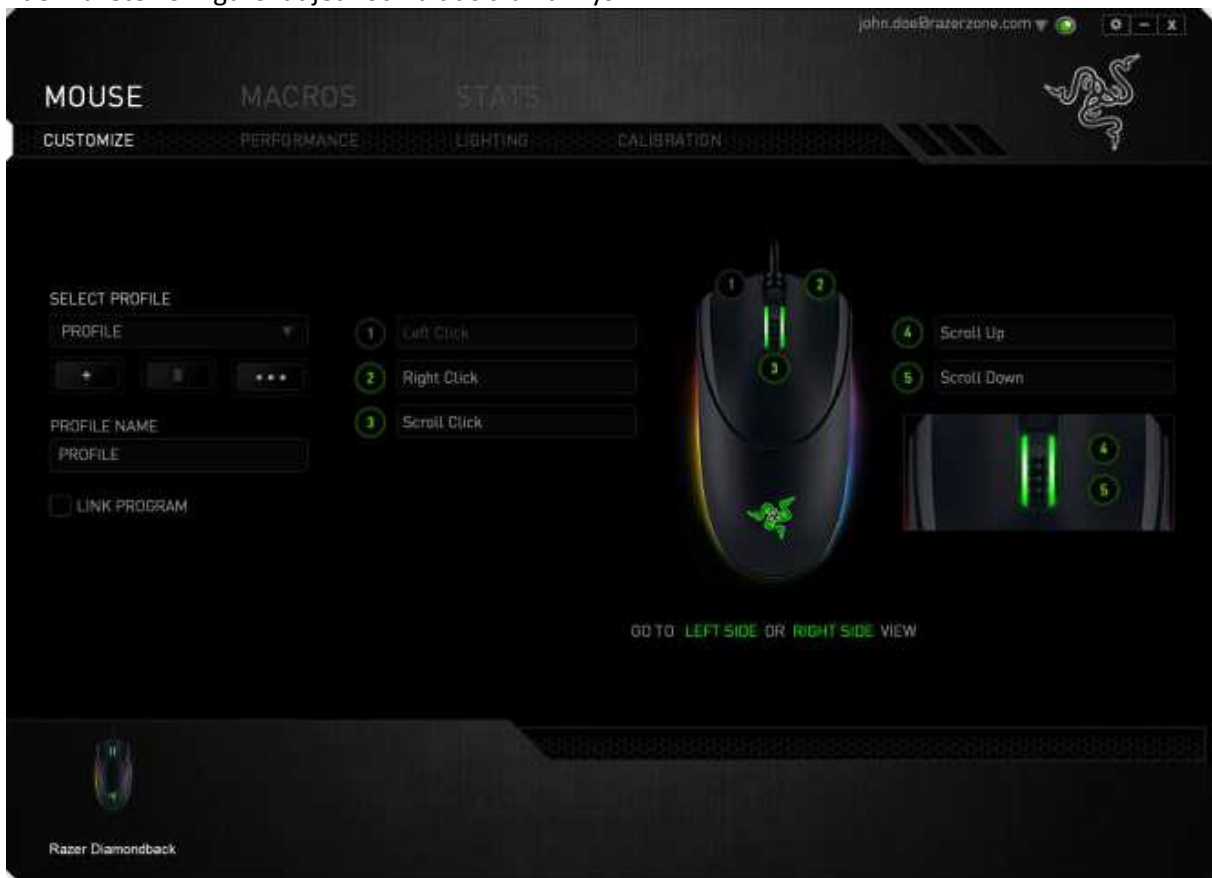 john.doe@razerzone.com
MOUSE MACROS STATS
CUSTOMIZE PERFORMANCE LIGHTING CALIBRATION
SELECT PROFILE
PROFILE
PROFILE NAME
PROFILE
LINK PROGRAM
1 Left Click
2 Right Click
3 Scroll Click
1 2
3
4 Scroll Up
5 Scroll Down
4
5
GO TO LEFT SIDE OR RIGHT SIDE VIEW
Razer Diamondback